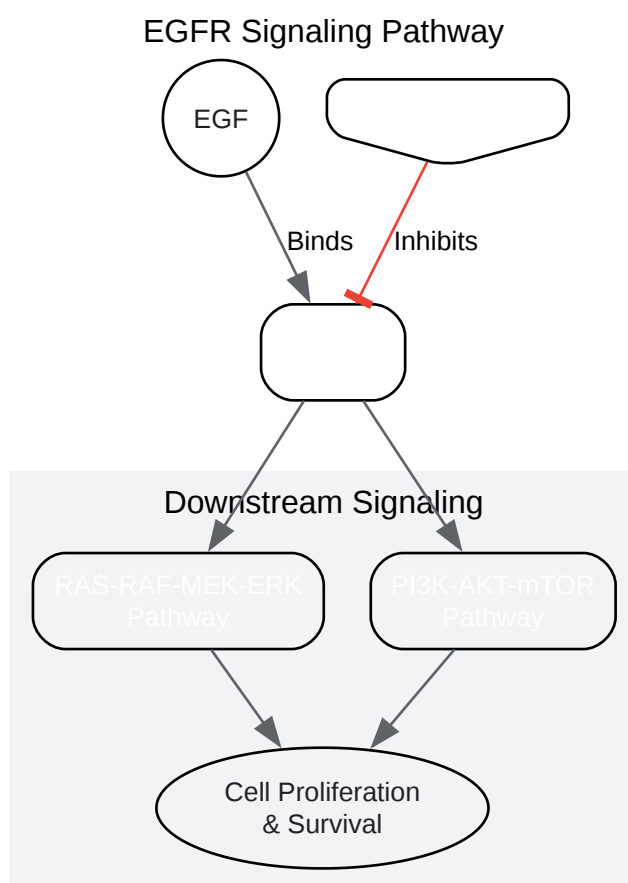 EGFR Signaling Pathway
EGF
Binds
Inhibits
Downstream Signaling
RAS-RAF-MEK-ERK
Pathway
PI3K-AKT-mTOR
Pathway
Cell Proliferation
& Survival